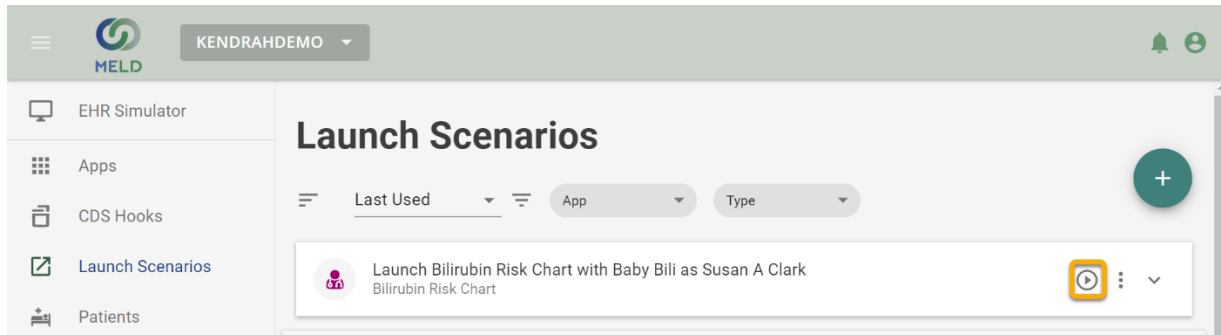 MELD
KENDRAHDEMO
EHR Simulator
Apps
CDS Hooks
Launch Scenarios
Patients
Launch Scenarios
Last Used
App
Type
Launch Bilirubin Risk Chart with Baby Bili as Susan A Clark
Bilirubin Risk Chart